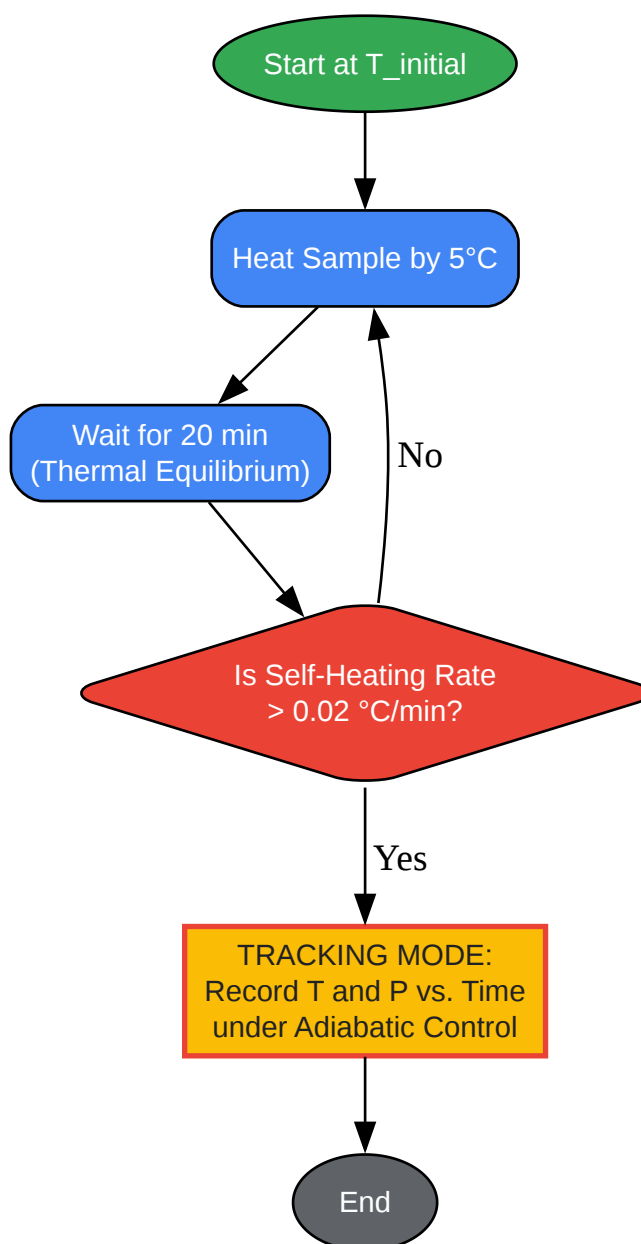 Start at T_initial
Heat Sample by 5°C
Wait for 20 min
(Thermal Equilibrium)
No
Is Self-Heating Rate
> 0.02 °C/min?
Yes
TRACKING MODE:
Record T and P vs. Time
under Adiabatic Control
End